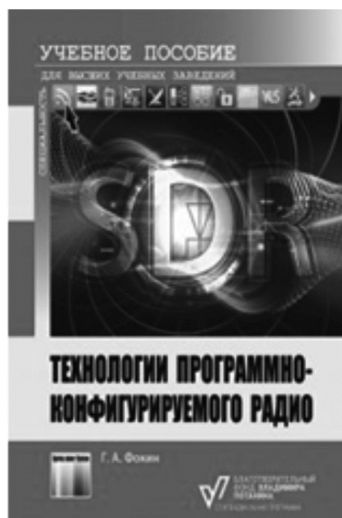 УЧЕБНОЕ ПОСОБИЕ
ДЛЯ ВЫСШИХ УЧЕБНЫХ ЗАВЕДЕНИЙ
СПЕЦИАЛЬНОСТЬ
SDR
ТЕХНОЛОГИИ ПРОГРАММНО-
КОНФИГУРИРУЕМОГО РАДИО
Г. А. Фокин
БЛАГОТВОРИТЕЛЬНЫЙ
ФОНД ВЛАДИМИРА
ПОТАНИНА